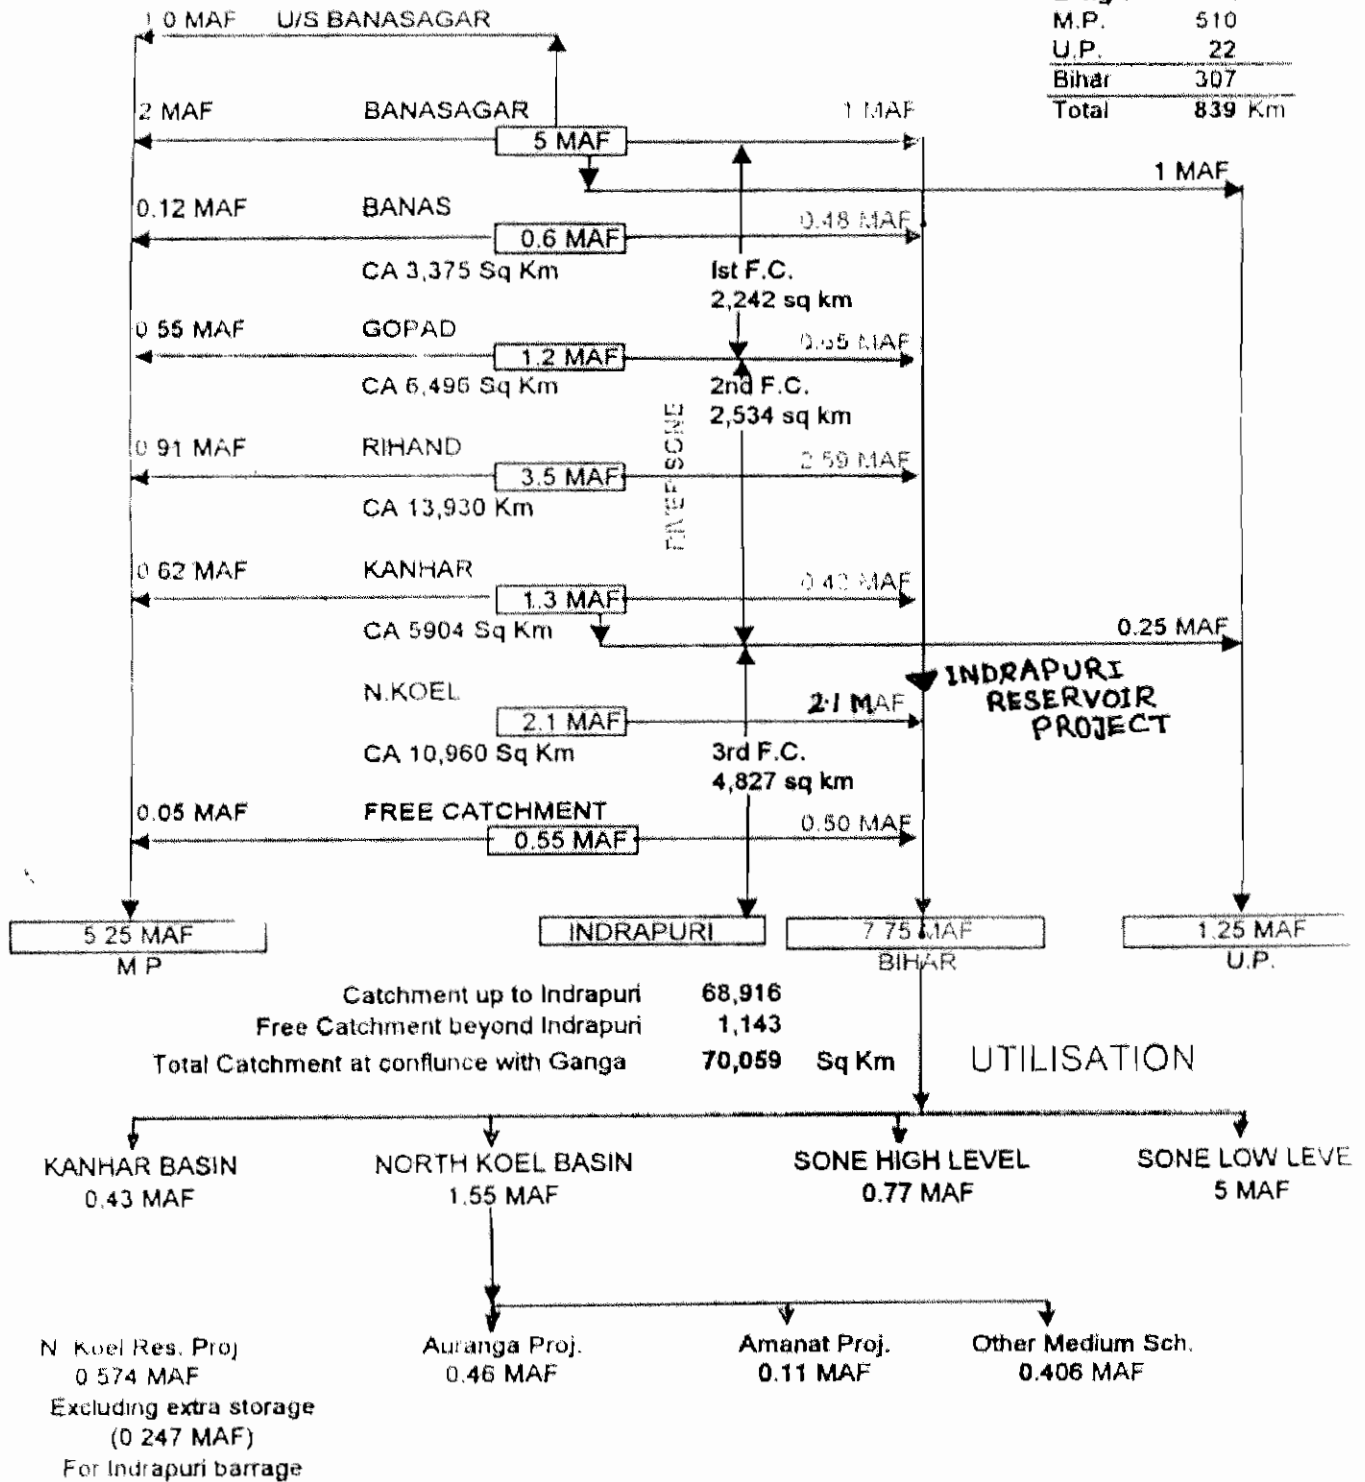 1 0 MAF U/S BANASAGAR
M.P. 510
U.P. 22
Bihar 307
Total 839 Km
2 MAF BANASAGAR 1 MAF
5 MAF
1 MAF
0.12 MAF BANAS 0.48 MAF
0.6 MAF
CA 3,375 Sq Km
Ist F.C.
2,242 sq km
0 55 MAF GOPAD 0.65 MAF
1.2 MAF
CA 6,496 Sq Km
2nd F.C.
2,534 sq km
RIVER SONE
0 91 MAF RIHAND 2.59 MAF
3.5 MAF
CA 13,930 Km
0 62 MAF KANHAR 0.43 MAF
1.3 MAF
CA 5904 Sq Km
0.25 MAF
N.KOEL 2.1 MAF
2.1 MAF
CA 10,960 Sq Km
INDRAPURI
RESERVOIR
PROJECT
3rd F.C.
4,827 sq km
0.05 MAF FREE CATCHMENT 0.50 MAF
0.55 MAF
5 25 MAF INDRAPURI 7 75 MAF 1.25 MAF
M P BIHAR U.P.
Catchment up to Indrapuri 68,916
Free Catchment beyond Indrapuri 1,143
Total Catchment at conflunce with Ganga 70,059 Sq Km
UTILISATION
KANHAR BASIN NORTH KOEL BASIN SONE HIGH LEVEL SONE LOW LEVE
0.43 MAF 1.55 MAF 0.77 MAF 5 MAF
N Koel Res. Proj Auranga Proj. Amanat Proj. Other Medium Sch.
0 574 MAF 0.46 MAF 0.11 MAF 0.406 MAF
Excluding extra storage
(0 247 MAF)
For Indrapuri barrage